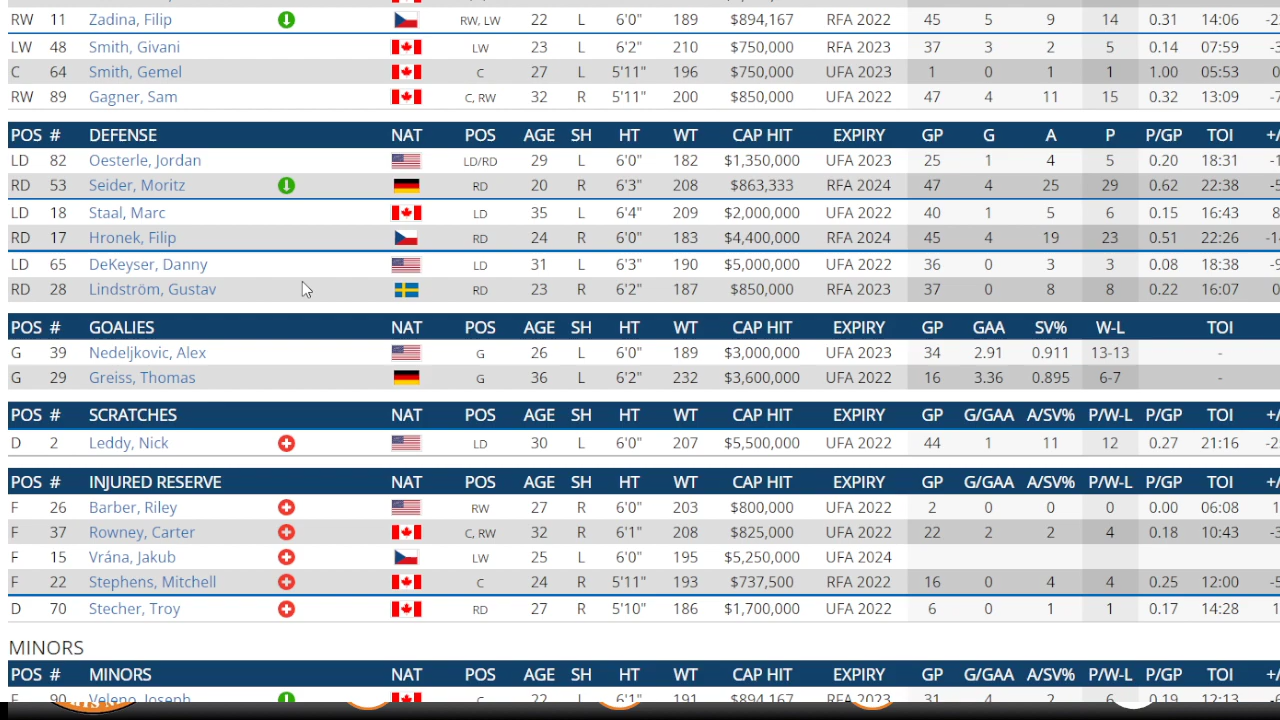 RW 11 Zadina, Filip RW, LW 22 L 6'0" 189 $894,167 RFA 2022 45 5 9 14 0.31 14:06
LW 48 Smith, Givani LW 23 L 6'2" 210 $750,000 RFA 2023 37 3 2 5 0.14 07:59
C 64 Smith, Gemel C 27 L 5'11" 196 $750,000 UFA 2023 1 0 1 1 1.00 05:53 0
RW 89 Gagner, Sam C, RW 32 R 5'11" 200 $850,000 UFA 2022 47 4 11 15 0.32 13:09
POS # DEFENSE NAT POS AGE SH HT WT CAP HIT EXPIRY GP G A P P/GP TOI +/
LD 82 Oesterle, Jordan LD/RD 29 L 6'0" 182 $1,350,000 UFA 2023 25 1 4 5 0.20 18:31
RD 53 Seider, Moritz RD 20 R 6'3" 208 $863,333 RFA 2024 47 4 25 29 0.62 22:38
LD 18 Staal, Marc LD 35 L 6'4" 209 $2,000,000 UFA 2022 40 1 5 6 0.15 16:43
RD 17 Hronek, Filip RD 24 R 6'0" 183 $4,400,000 RFA 2024 45 4 19 23 0.51 22:26
LD 65 DeKeyser, Danny LD 31 L 6'3" 190 $5,000,000 UFA 2022 36 0 3 3 0.08 18:38
RD 28 Lindström, Gustav RD 23 R 6'2" 187 $850,000 RFA 2023 37 0 8 8 0.22 16:07 0
POS # GOALIES NAT POS AGE SH HT WT CAP HIT EXPIRY GP GAA SV% W-L TOI
G 39 Nedeljkovic, Alex G 26 L 6'0" 189 $3,000,000 UFA 2023 34 2.91 0.911 13-13 -
G 29 Greiss, Thomas G 36 L 6'2" 232 $3,600,000 UFA 2022 16 3.36 0.895 6-7 -
POS # SCRATCHES NAT POS AGE SH HT WT CAP HIT EXPIRY GP G/GAA A/SV% P/W-L P/GP TOI +/
D 2 Leddy, Nick LD 30 L 6'0" 207 $5,500,000 UFA 2022 44 1 11 12 0.27 21:16
POS # INJURED RESERVE NAT POS AGE SH HT WT CAP HIT EXPIRY GP G/GAA A/SV% P/W-L P/GP TOI +/
F 26 Barber, Riley RW 27 R 6'0" 203 $800,000 UFA 2022 2 0 0 0 0.00 06:08 1
F 37 Rowney, Carter C, RW 32 R 6'1" 208 $825,000 UFA 2022 22 2 2 4 0.18 10:43
F 15 Vrána, Jakub LW 25 L 6'0" 195 $5,250,000 UFA 2024
F 22 Stephens, Mitchell C 24 R 5'11" 193 $737,500 RFA 2022 16 0 4 4 0.25 12:00
D 70 Stecher, Troy RD 27 R 5'10" 186 $1,700,000 UFA 2022 6 0 1 1 0.17 14:28 1
MINORS
POS # MINORS NAT POS AGE SH HT WT CAP HIT EXPIRY GP G/GAA A/SV% P/W-L P/GP TOI +/
F 90 Veleno, Joseph C 22 L 6'1" 191 $894,167 RFA 2023 31 4 2 6 0.19 12:13